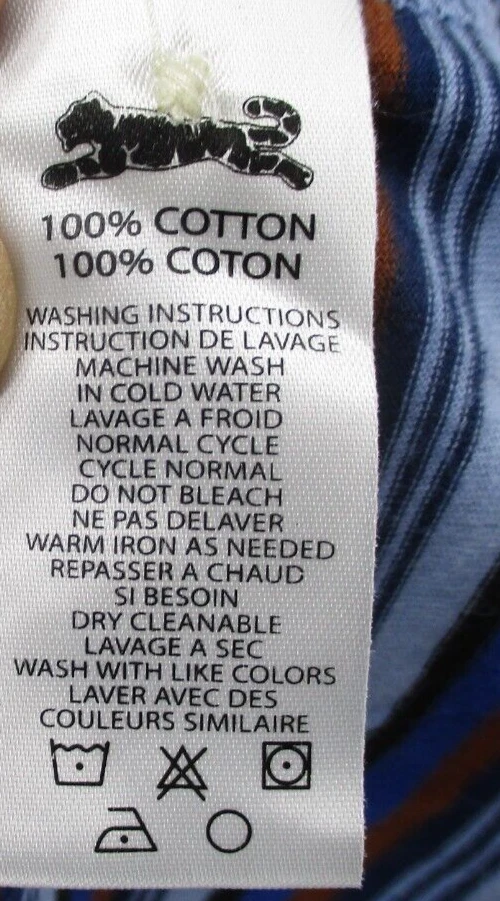 100% COTTON
100% COTON
WASHING INSTRUCTIONS
INSTRUCTION DE LAVAGE
MACHINE WASH
IN COLD WATER
LAVAGE A FROID
NORMAL CYCLE
CYCLE NORMAL
DO NOT BLEACH
NE PAS DELAVER
WARM IRON AS NEEDED
REPASSER A CHAUD
SI BESOIN
DRY CLEANABLE
LAVAGE A SEC
WASH WITH LIKE COLORS
LAVER AVEC DES
COULEURS SIMILAIRE